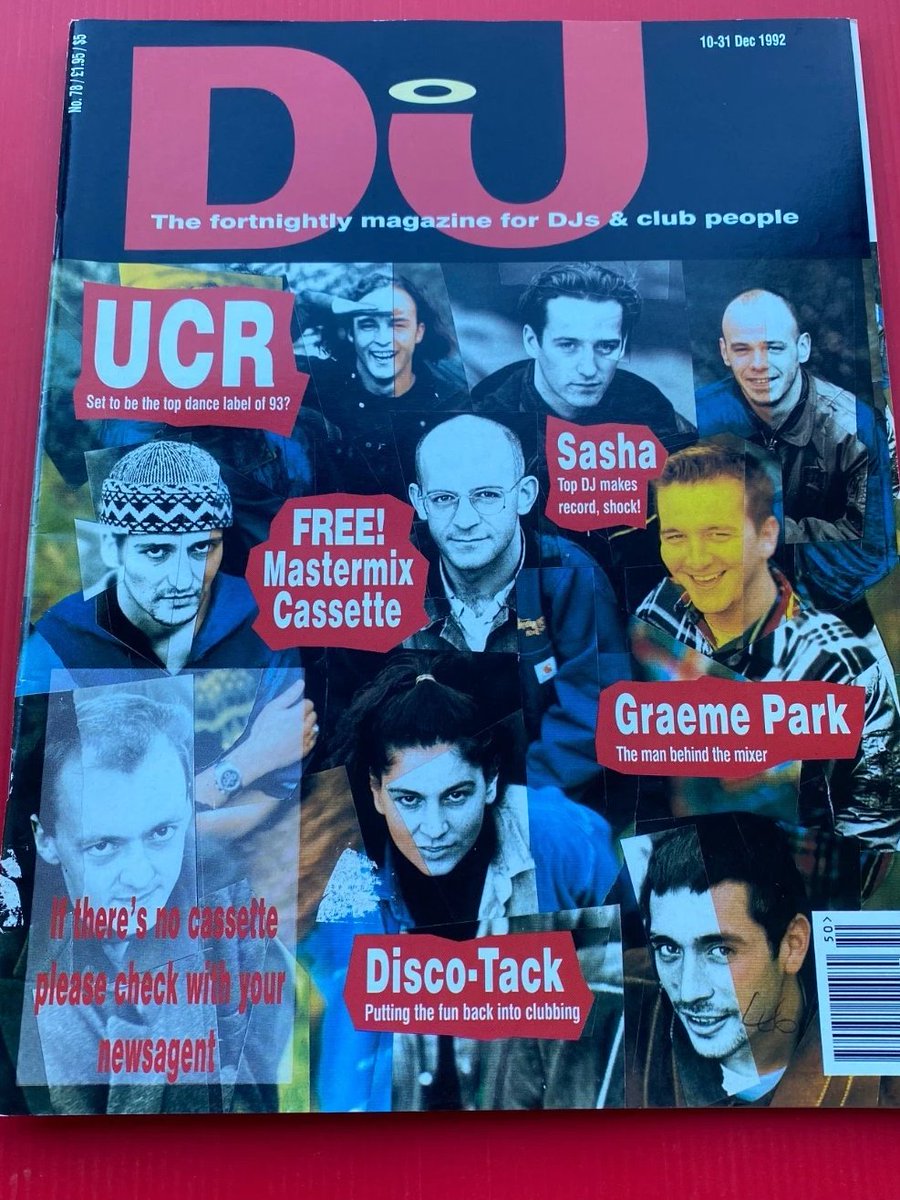 No. 78 / £1.95 / $5
10-31 Dec 1992
DJ
The fortnightly magazine for DJs & club people
UCR
Set to be the top dance label of 93?
Sasha
Top DJ makes
record, shock!
FREE!
Mastermix
Cassette
Graeme Park
The man behind the mixer
If there's no cassette
please check with your
newsagent
Disco-Tack
Putting the fun back into clubbing
50>